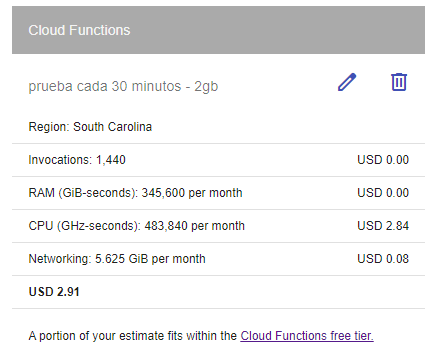 Cloud Functions
prueba cada 30 minutos - 2gb
Region: South Carolina
Invocations: 1,440 USD 0.00
RAM (GiB-seconds): 345,600 per month USD 0.00
CPU (GHz-seconds): 483,840 per month USD 2.84
Networking: 5.625 GiB per month USD 0.08
USD 2.91
A portion of your estimate fits within the Cloud Functions free tier.